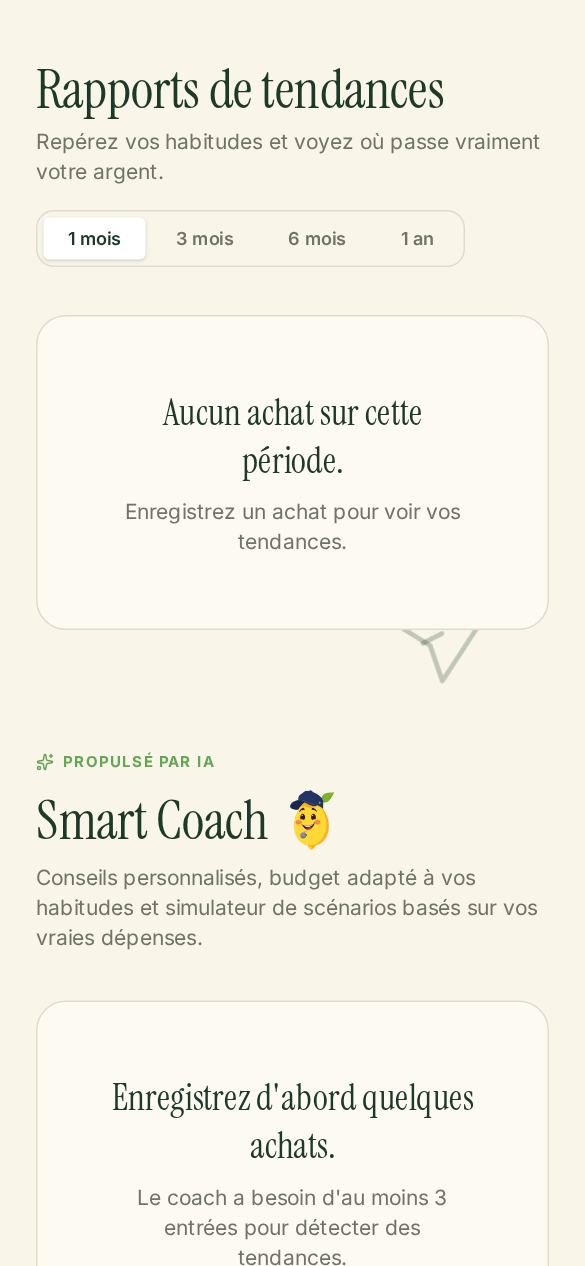 Rapports de tendances
Repérez vos habitudes et voyez où passe vraiment
votre argent.
1 mois
3 mois
6 mois
1 an
Aucun achat sur cette
période.
Enregistrez un achat pour voir vos
tendances.
PROPULSÉ PAR IA
Smart Coach
Conseils personnalisés, budget adapté à vos
habitudes et simulateur de scénarios basés sur vos
vraies dépenses.
Enregistrez d'abord quelques
achats.
Le coach a besoin d'au moins 3
entrées pour détecter des
tendances.